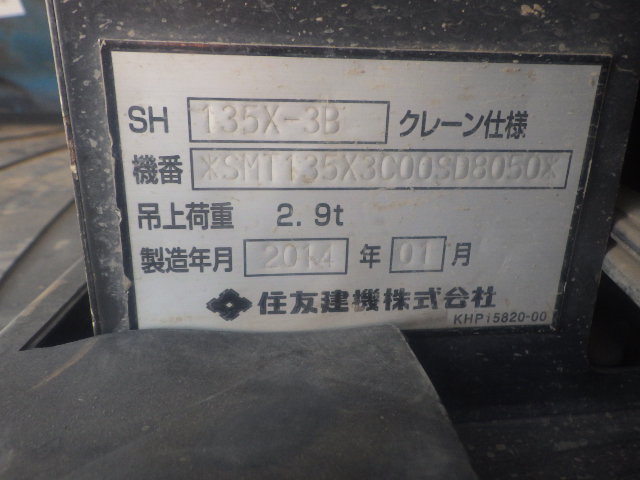 SH 135X-3B クレーン仕様
機番 *SMT135X3C00SD8050*
吊上荷重 2.9t
製造年月 2014 年 01 月
住友建機株式会社
KHP15820-00